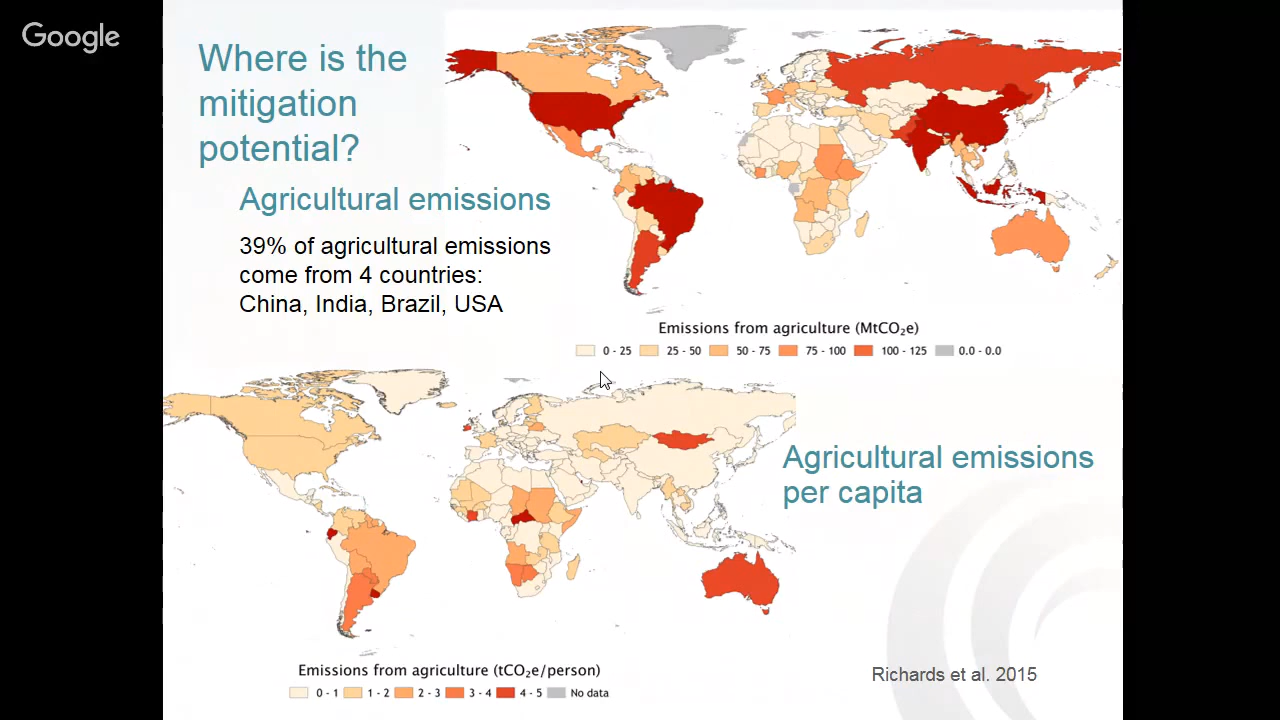 Google
Where is the
mitigation
potential?
Agricultural emissions
39% of agricultural emissions
come from 4 countries:
China, India, Brazil, USA
Emissions from agriculture (MtCO₂e)
0 - 25 25 - 50 50 - 75 75 - 100 100 - 125 0.0 - 0.0
Agricultural emissions
per capita
Emissions from agriculture (tCO₂e/person)
0 - 1 1 - 2 2 - 3 3 - 4 4 - 5 No data
Richards et al. 2015